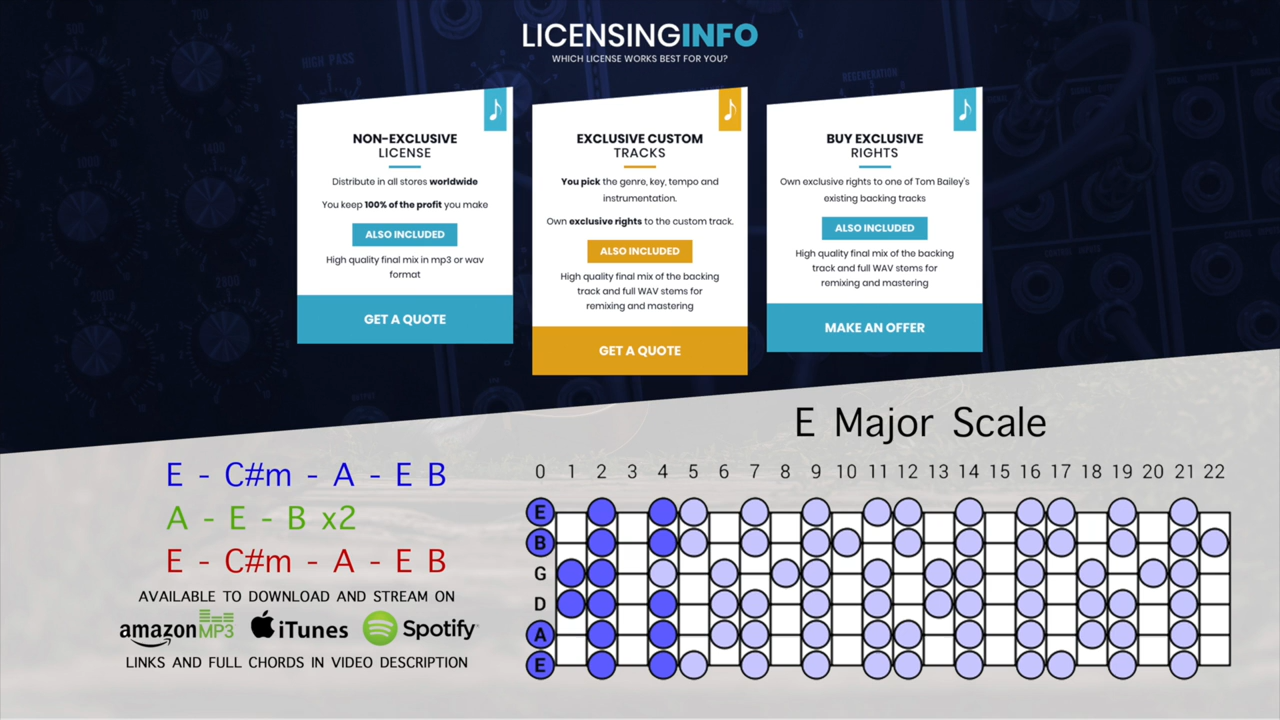 LICENSINGINFO
WHICH LICENSE WORKS BEST FOR YOU?
HIGH PASS
REGENERATION
NON-EXCLUSIVE
LICENSE
Distribute in all stores worldwide
You keep 100% of the profit you make
ALSO INCLUDED
High quality final mix in mp3 or wav
format
GET A QUOTE
EXCLUSIVE CUSTOM
TRACKS
You pick the genre, key, tempo and
instrumentation.
Own exclusive rights to the custom track.
ALSO INCLUDED
High quality final mix of the backing
track and full WAV stems for
remixing and mastering
GET A QUOTE
BUY EXCLUSIVE
RIGHTS
Own exclusive rights to one of Tom Bailey's
existing backing tracks
ALSO INCLUDED
High quality final mix of the backing
track and full WAV stems for
remixing and mastering
MAKE AN OFFER
E - C#m - A - E B
A - E - B x2
E - C#m - A - E B
AVAILABLE TO DOWNLOAD AND STREAM ON
amazonMP3 iTunes Spotify
LINKS AND FULL CHORDS IN VIDEO DESCRIPTION
E Major Scale
0 1 2 3 4 5 6 7 8 9 10 11 12 13 14 15 16 17 18 19 20 21 22
E
B
G
D
A
E